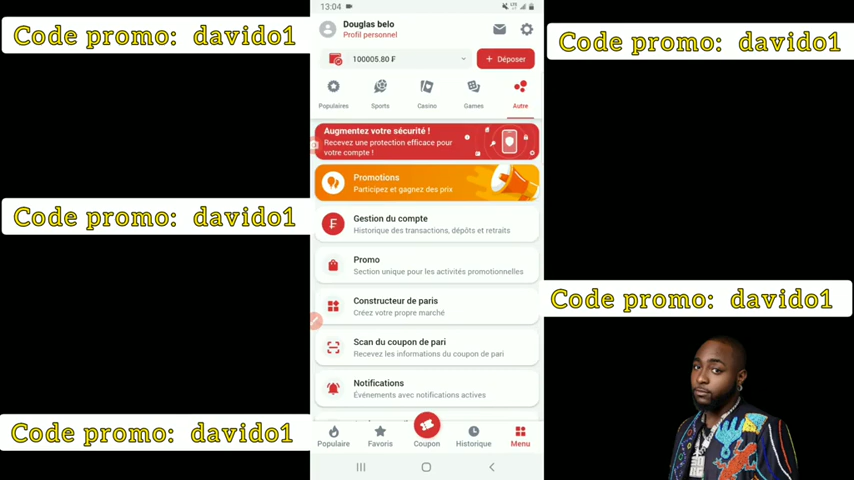 Code promo: davido1
Code promo: davido1
Code promo: davido1
13:04
Douglas belo
Profil personnel
100005.80 ₣
+ Déposer
Populaires
Sports
Casino
Games
Autre
Augmentez votre sécurité !
Recevez une protection efficace pour
votre compte !
Promotions
Participez et gagnez des prix
Gestion du compte
Historique des transactions, dépôts et retraits
Promo
Section unique pour les activités promotionnelles
Constructeur de paris
Créez votre propre marché
Scan du coupon de pari
Recevez les informations du coupon de pari
Notifications
Événements avec notifications actives
Populaire
Favoris
Coupon
Historique
Menu
Code promo: davido1
Code promo: davido1